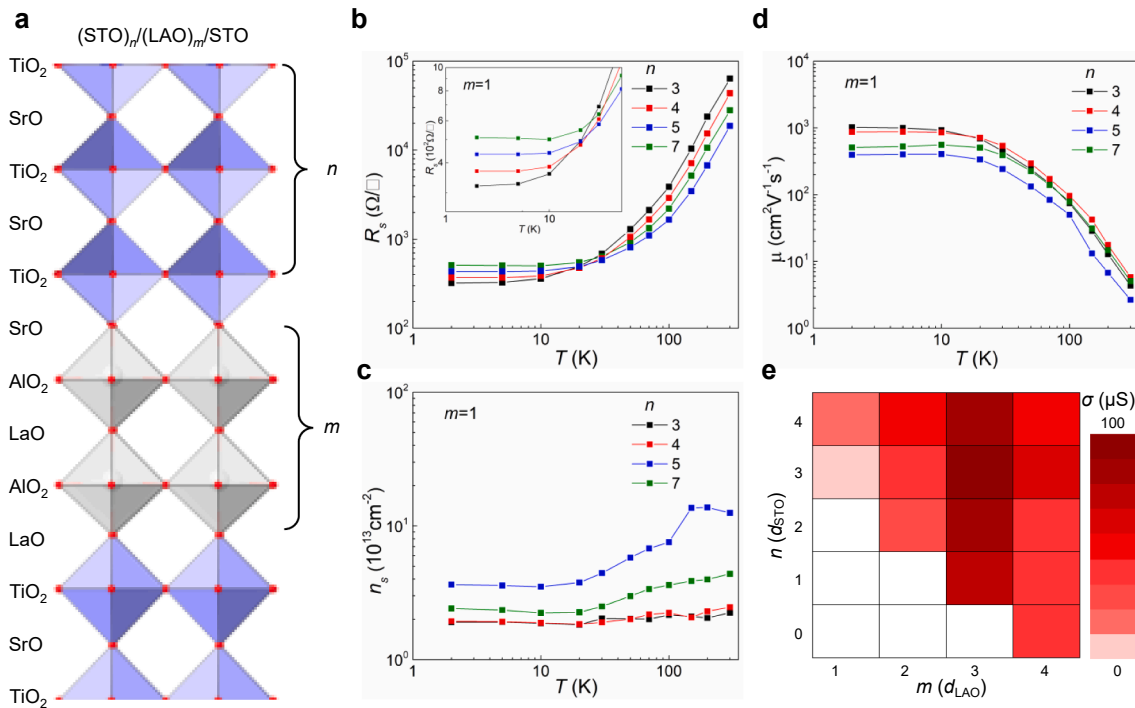 a
(STO)n/(LAO)m/STO
TiO2
SrO
TiO2
SrO
TiO2
SrO
AlO2
LaO
AlO2
LaO
TiO2
SrO
TiO2
n
m
b
10^5
10^4
10^3
10^2
Rs (Ω/□)
1
10
100
T (K)
n
3
4
5
7
m=1
10
8
6
4
Rs (10^2Ω/□)
1
10
T (K)
c
m=1
n
3
4
5
7
10^2
10^1
10^0
ns (10^13cm^-2)
1
10
100
T (K)
d
m=1
n
3
4
5
7
10^4
10^3
10^2
10^1
10^0
μ (cm^2V^-1s^-1)
1
10
100
T (K)
e
σ (μS)
100
0
4
3
2
1
0
n (dSTO)
1
2
3
4
m (dLAO)